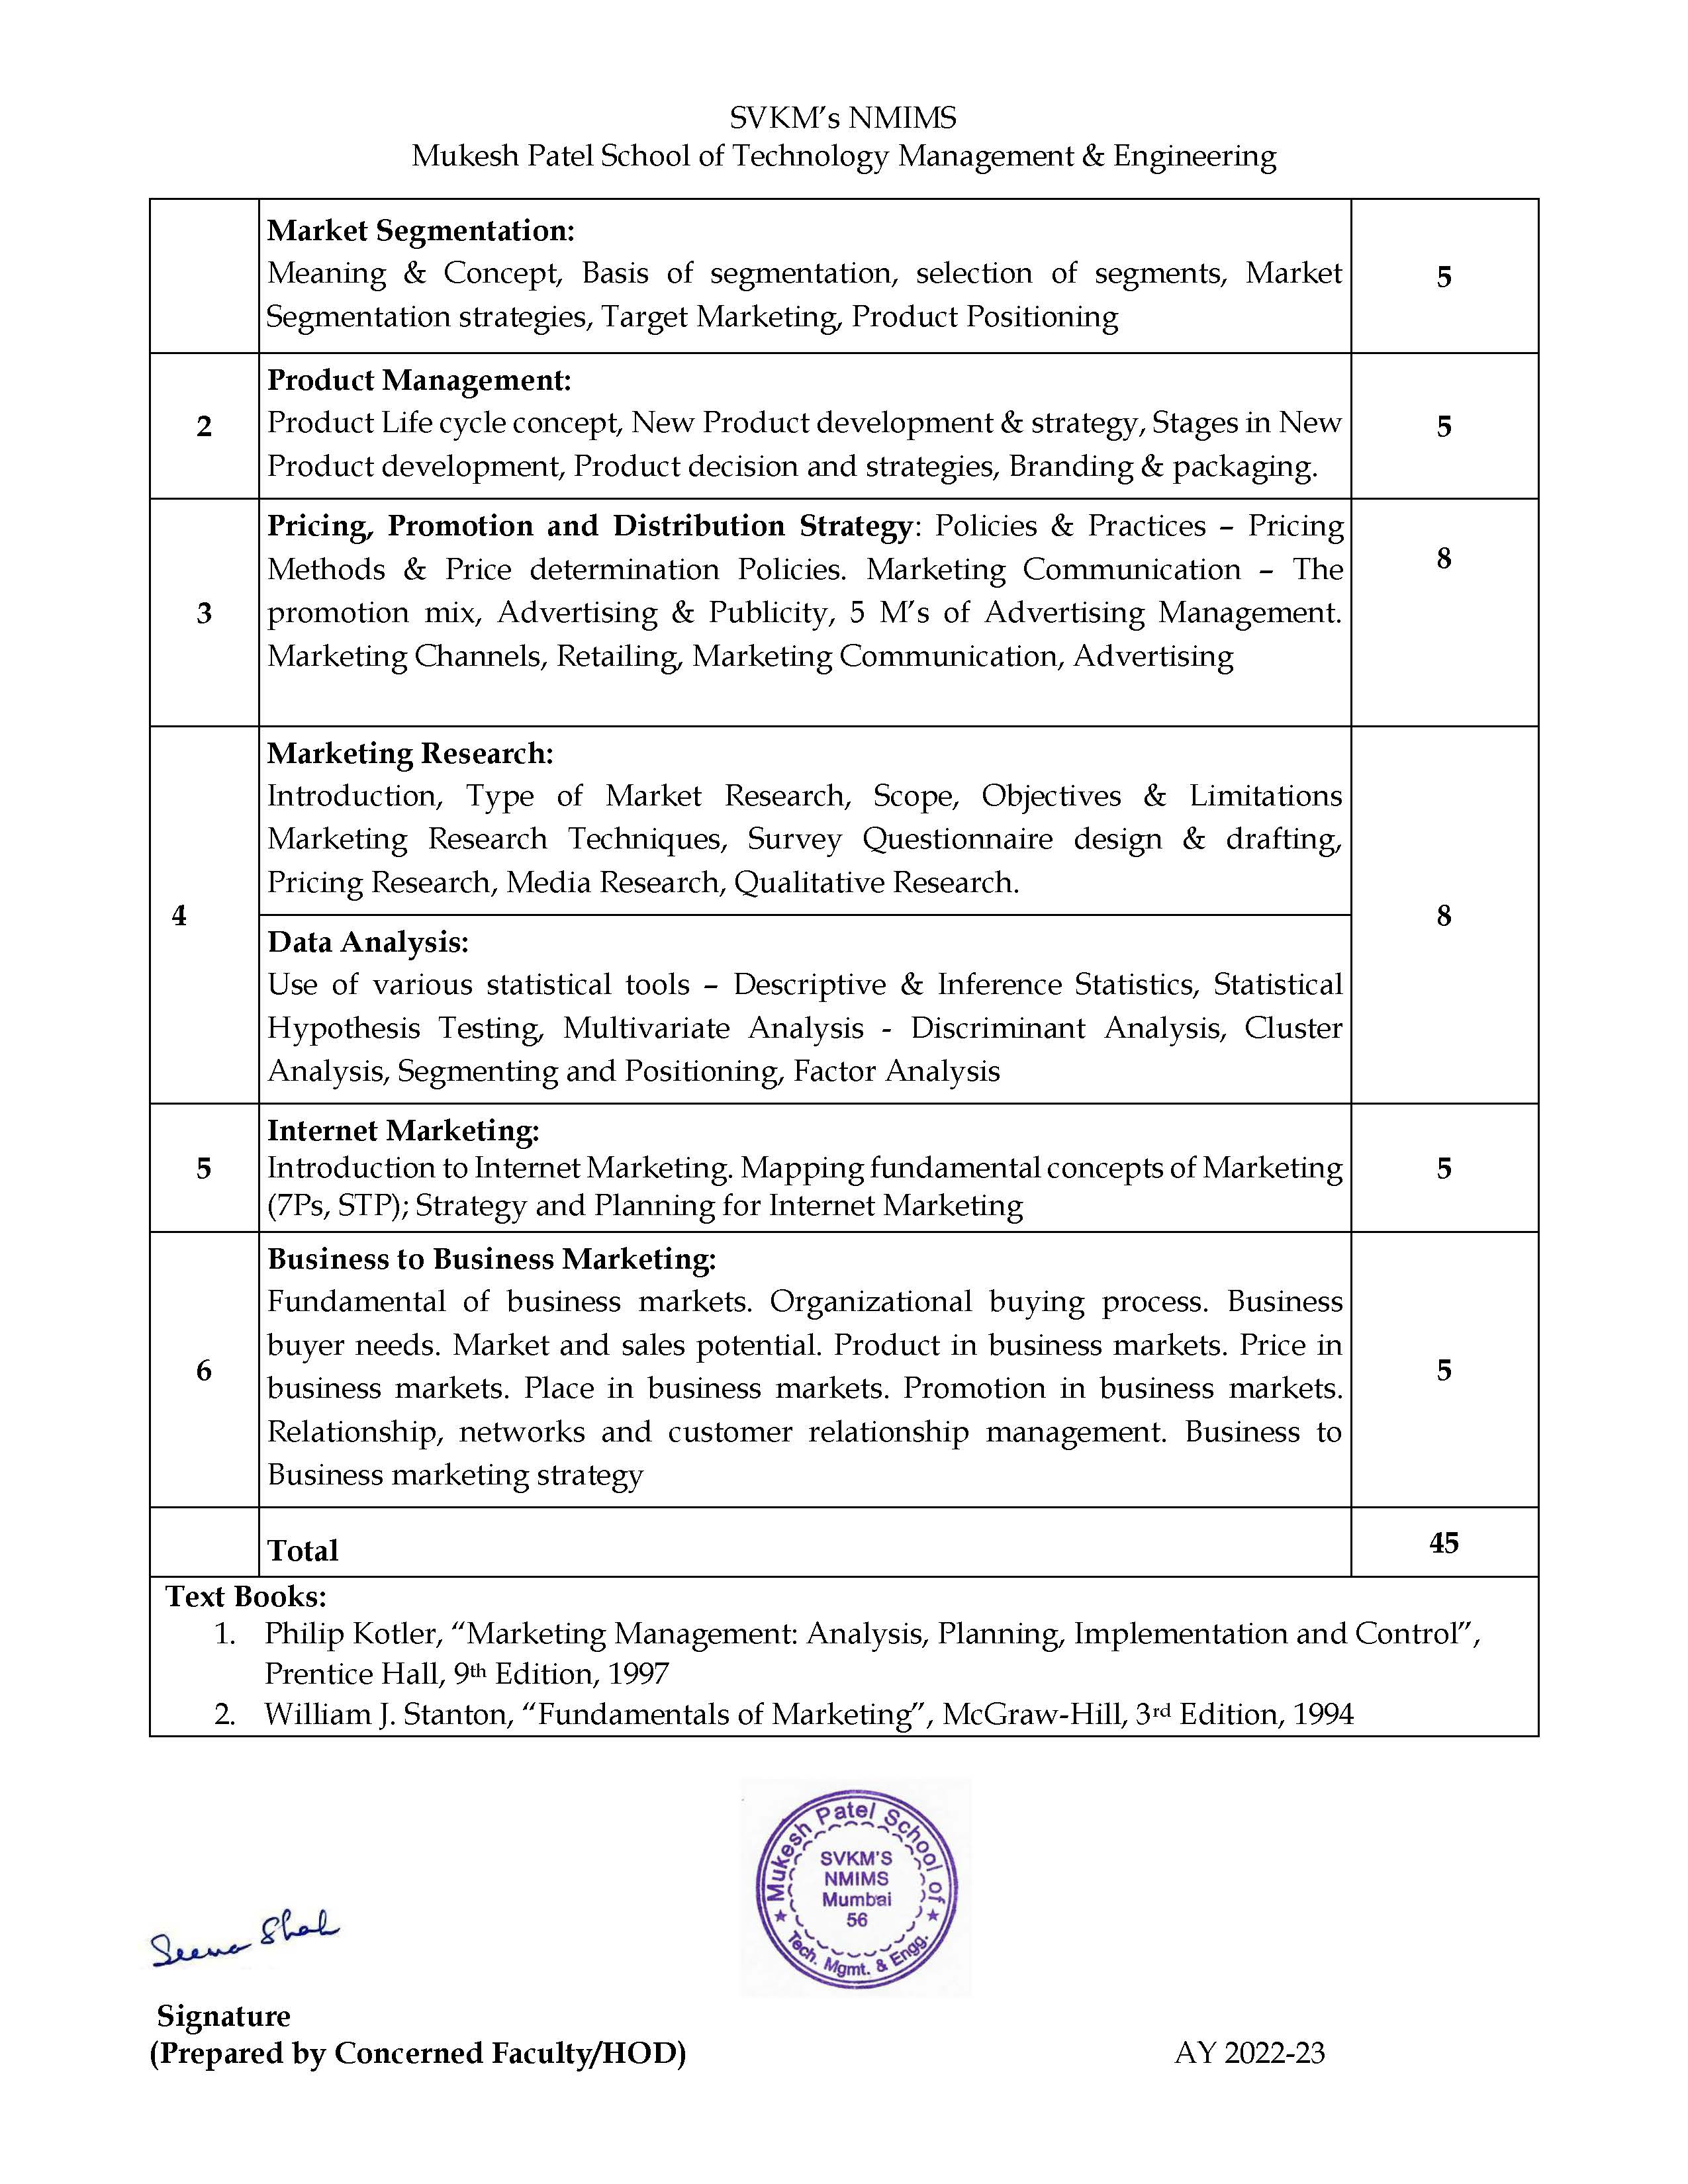 SVKM’s NMIMS
Mukesh Patel School of Technology Management & Engineering
Market Segmentation:
Meaning & Concept, Basis of segmentation, selection of segments, Market
Segmentation strategies, Target Marketing, Product Positioning
5
Product Management:
2
Product Life cycle concept, New Product development & strategy, Stages in New
Product development, Product decision and strategies, Branding & packaging.
5
3
Pricing, Promotion and Distribution Strategy: Policies & Practices – Pricing
Methods & Price determination Policies. Marketing Communication – The
promotion mix, Advertising & Publicity, 5 M’s of Advertising Management.
Marketing Channels, Retailing, Marketing Communication, Advertising
8
4
Marketing Research:
Introduction, Type of Market Research, Scope, Objectives & Limitations
Marketing Research Techniques, Survey Questionnaire design & drafting,
Pricing Research, Media Research, Qualitative Research.
Data Analysis:
Use of various statistical tools – Descriptive & Inference Statistics, Statistical
Hypothesis Testing, Multivariate Analysis - Discriminant Analysis, Cluster
Analysis, Segmenting and Positioning, Factor Analysis
8
5
Internet Marketing:
Introduction to Internet Marketing. Mapping fundamental concepts of Marketing
(7Ps, STP); Strategy and Planning for Internet Marketing
5
6
Business to Business Marketing:
Fundamental of business markets. Organizational buying process. Business
buyer needs. Market and sales potential. Product in business markets. Price in
business markets. Place in business markets. Promotion in business markets.
Relationship, networks and customer relationship management. Business to
Business marketing strategy
5
Total
45
Text Books:
1. Philip Kotler, “Marketing Management: Analysis, Planning, Implementation and Control”,
Prentice Hall, 9th Edition, 1997
2. William J. Stanton, “Fundamentals of Marketing”, McGraw-Hill, 3rd Edition, 1994
Mukesh Patel School of
SVKM'S
NMIMS
Mumbai
56
Tech. Mgmt. & Engg.
Seema Shah
Signature
(Prepared by Concerned Faculty/HOD)
AY 2022-23